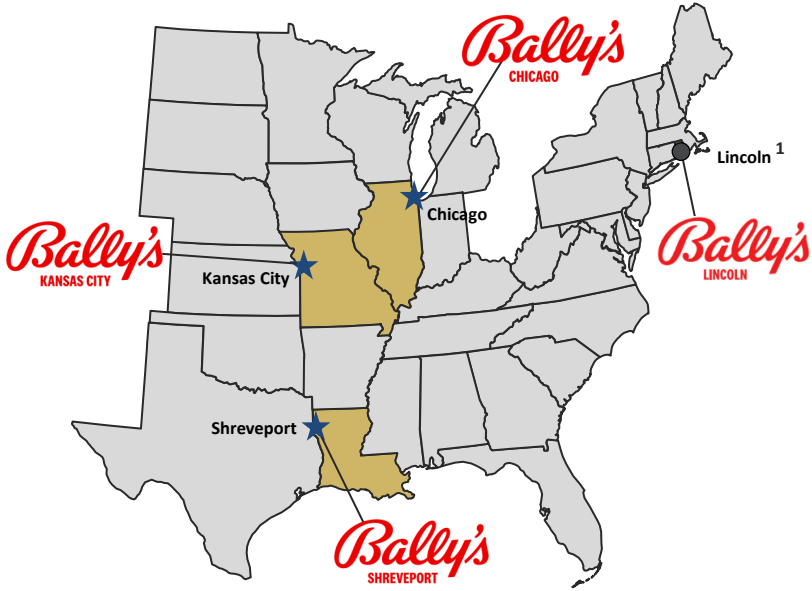 Bally's
CHICAGO
Lincoln 1
Chicago
Bally's
KANSAS CITY
Kansas City
Bally's
LINCOLN
Shreveport
Bally's
SHREVEPORT